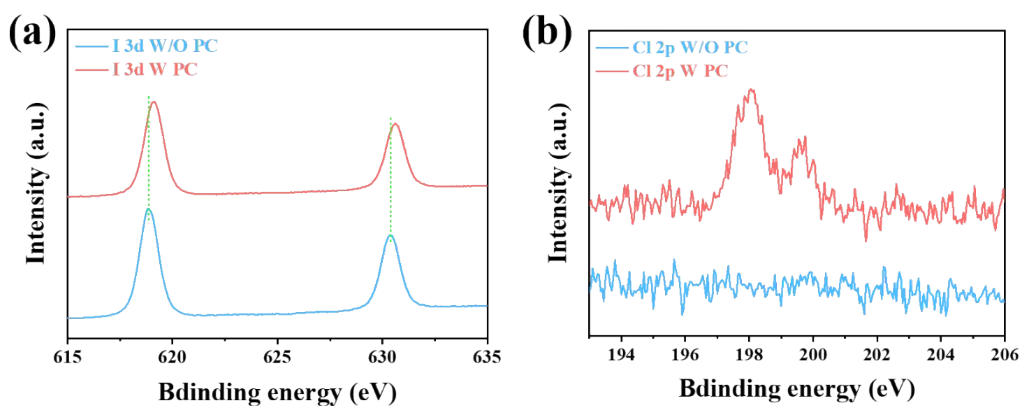 (a)
I 3d W/O PC
I 3d W PC
Intensity (a.u.)
615 620 625 630 635
Bdinding energy (eV)
(b)
Cl 2p W/O PC
Cl 2p W PC
Intensity (a.u.)
194 196 198 200 202 204 206
Bdinding energy (eV)